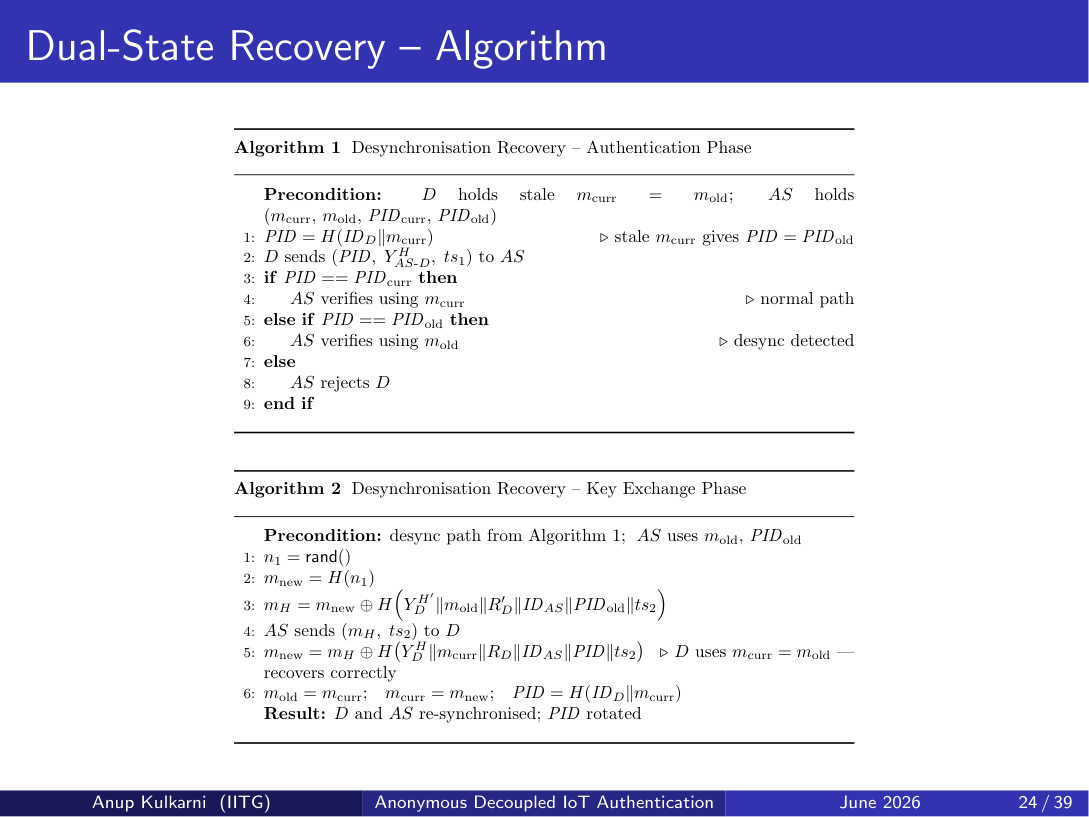 Dual-State Recovery – Algorithm
Algorithm 1 Desynchronisation Recovery – Authentication Phase
Precondition: D holds stale m_curr = m_old; AS holds
(m_curr, m_old, PID_curr, PID_old)
1: PID = H(ID_D‖m_curr) ▷ stale m_curr gives PID = PID_old
2: D sends (PID, Y^H_{AS-D}, ts_1) to AS
3: if PID == PID_curr then
4: AS verifies using m_curr ▷ normal path
5: else if PID == PID_old then
6: AS verifies using m_old ▷ desync detected
7: else
8: AS rejects D
9: end if
Algorithm 2 Desynchronisation Recovery – Key Exchange Phase
Precondition: desync path from Algorithm 1; AS uses m_old, PID_old
1: n_1 = rand()
2: m_new = H(n_1)
3: m_H = m_new ⊕ H(Y_D^{H′}‖m_old‖R′_D‖ID_AS‖PID_old‖ts_2)
4: AS sends (m_H, ts_2) to D
5: m_new = m_H ⊕ H(Y_D^H‖m_curr‖R_D‖ID_AS‖PID‖ts_2) ▷ D uses m_curr = m_old —
recovers correctly
6: m_old = m_curr; m_curr = m_new; PID = H(ID_D‖m_curr)
Result: D and AS re-synchronised; PID rotated
Anup Kulkarni (IITG) Anonymous Decoupled IoT Authentication June 2026 24 / 39